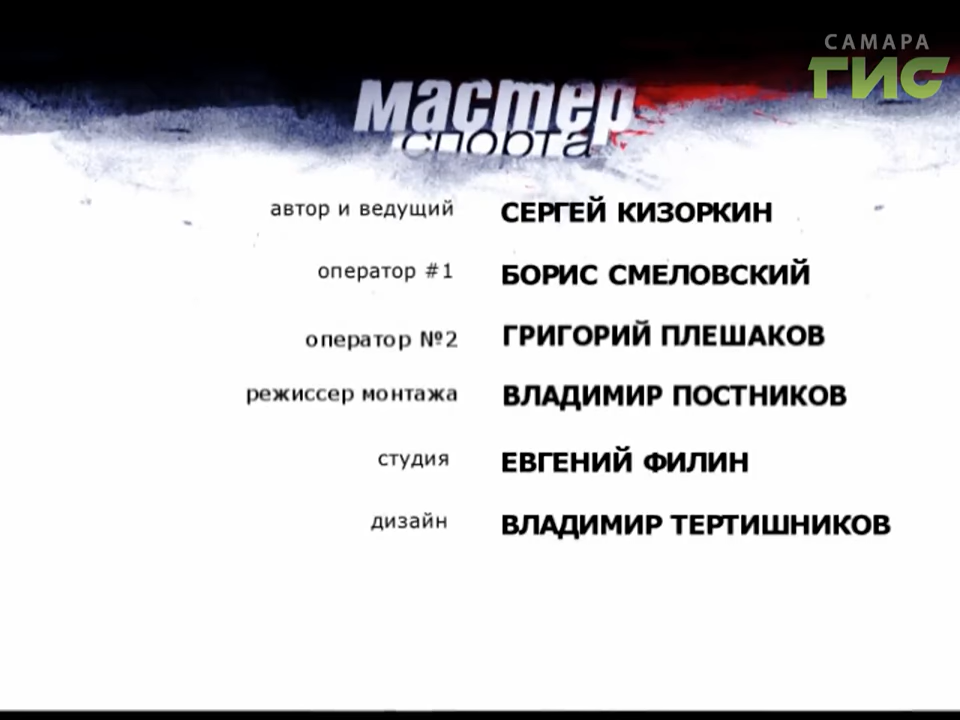 САМАРА
ГИС
мастер
спорта
автор и ведущий СЕРГЕЙ КИЗОРКИН
оператор #1 БОРИС СМЕЛОВСКИЙ
оператор №2 ГРИГОРИЙ ПЛЕШАКОВ
режиссер монтажа ВЛАДИМИР ПОСТНИКОВ
студия ЕВГЕНИЙ ФИЛИН
дизайн ВЛАДИМИР ТЕРТИШНИКОВ